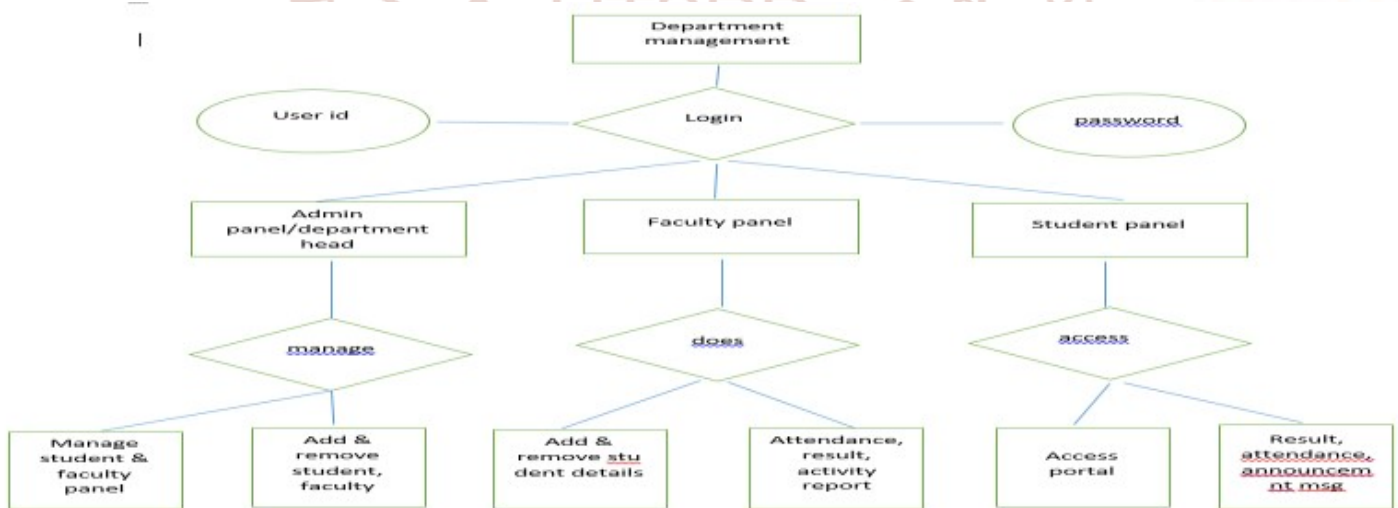 Department
management
User id
Login
password
Admin
panel/department
head
Faculty panel
Student panel
manage
does
access
Manage
student &
faculty
panel
Add &
remove
student,
faculty
Add &
remove stu
dent details
Attendance,
result,
activity
report
Access
portal
Result,
attendance,
announcem
nt msg